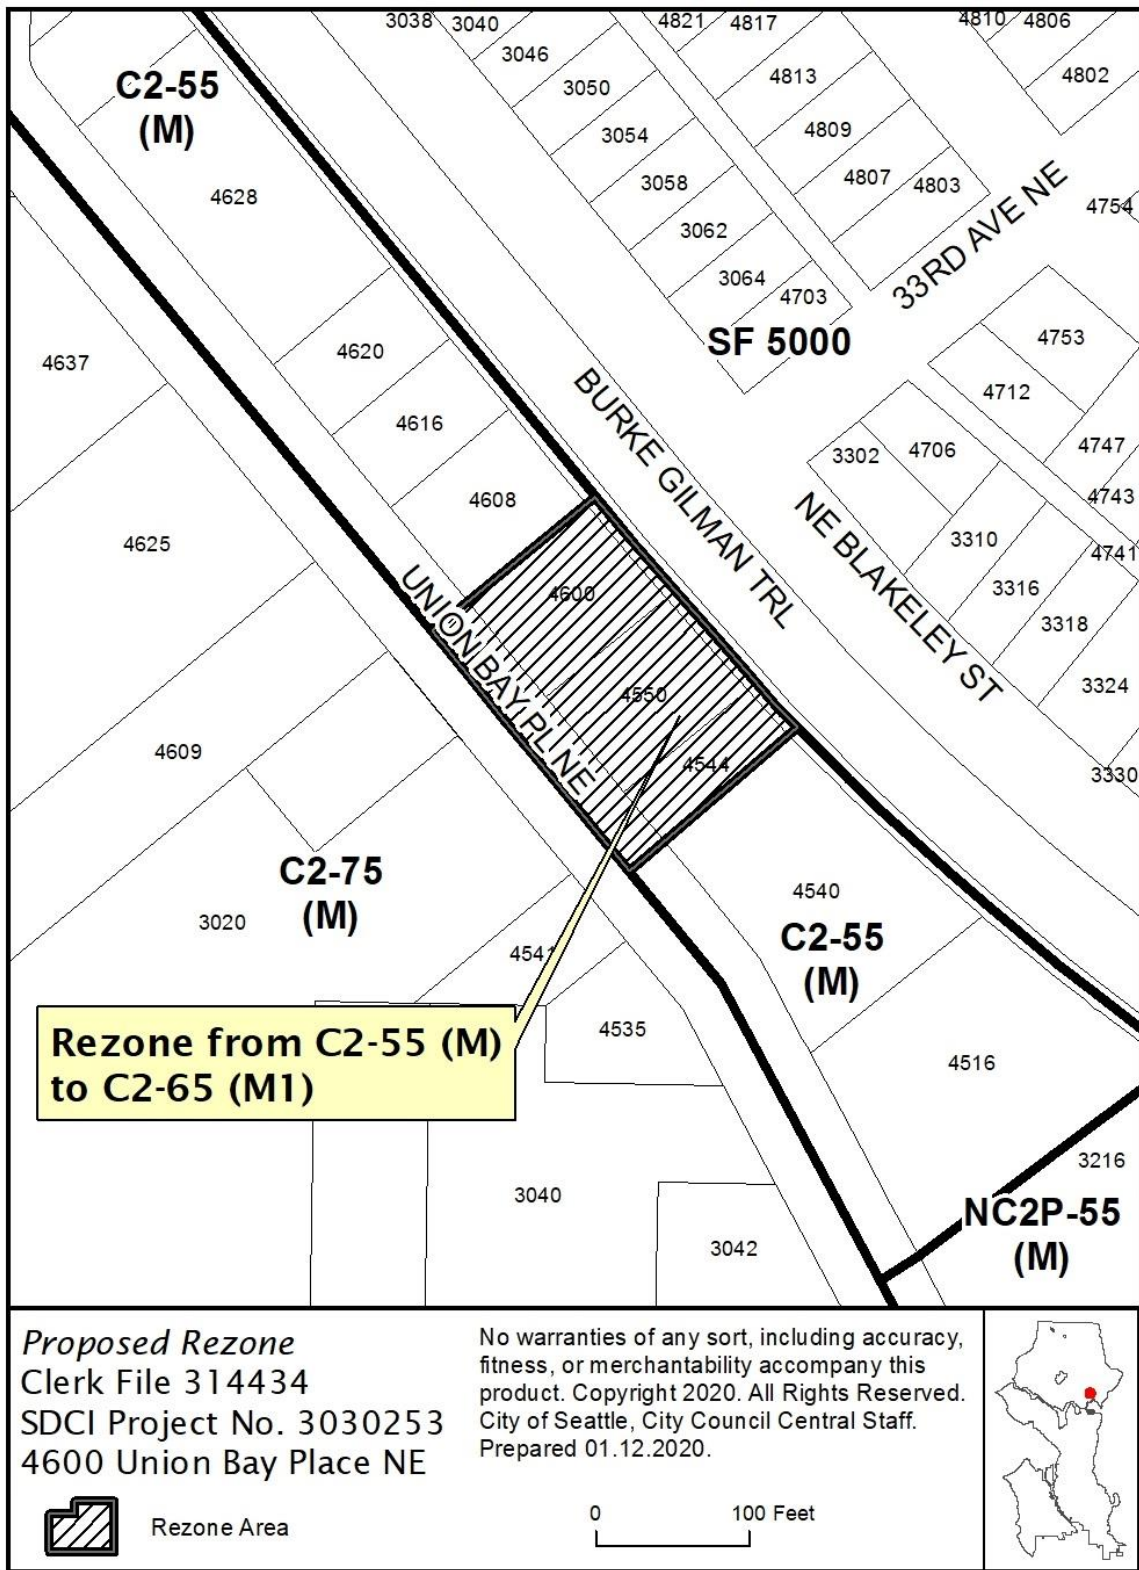 3038
3040
4821
4817
4810
4806
3046
4813
4802
3050
C2-55
(M)
3054
4809
3058
4807
4803
4628
3062
33RD AVE NE
4754
3064
4703
SF 5000
4753
4637
4620
4712
4616
BURKE GILMAN TRL
3302
4706
4747
4608
NE BLAKELEY ST
4743
4625
3310
4741
4600
3316
UNION BAY PL NE
3318
4550
3324
4609
4544
3330
C2-75
(M)
4540
3020
C2-55
(M)
4541
Rezone from C2-55 (M)
to C2-65 (M1)
4535
4516
3216
3040
NC2P-55
(M)
3042
Proposed Rezone
Clerk File 314434
SDCI Project No. 3030253
4600 Union Bay Place NE
Rezone Area
No warranties of any sort, including accuracy,
fitness, or merchantability accompany this
product. Copyright 2020. All Rights Reserved.
City of Seattle, City Council Central Staff.
Prepared 01.12.2020.
0
100 Feet